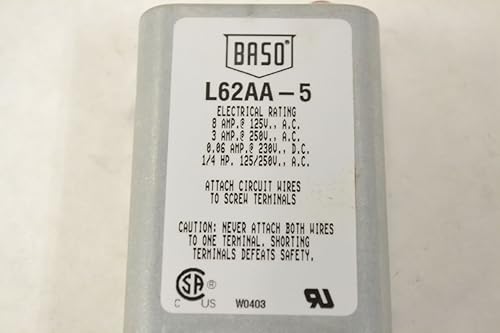 BASO®
L62AA-5
ELECTRICAL RATING
8 AMP.@ 125V., A.C.
3 AMP.@ 250V., A.C.
0.06 AMP.@ 230V., D.C.
1/4 HP. 125/250V., A.C.
ATTACH CIRCUIT WIRES
TO SCREW TERMINALS
CAUTION: NEVER ATTACH BOTH WIRES
TO ONE TERMINAL. SHORTING
TERMINALS DEFEATS SAFETY.
CSA®
C US W0403 RU